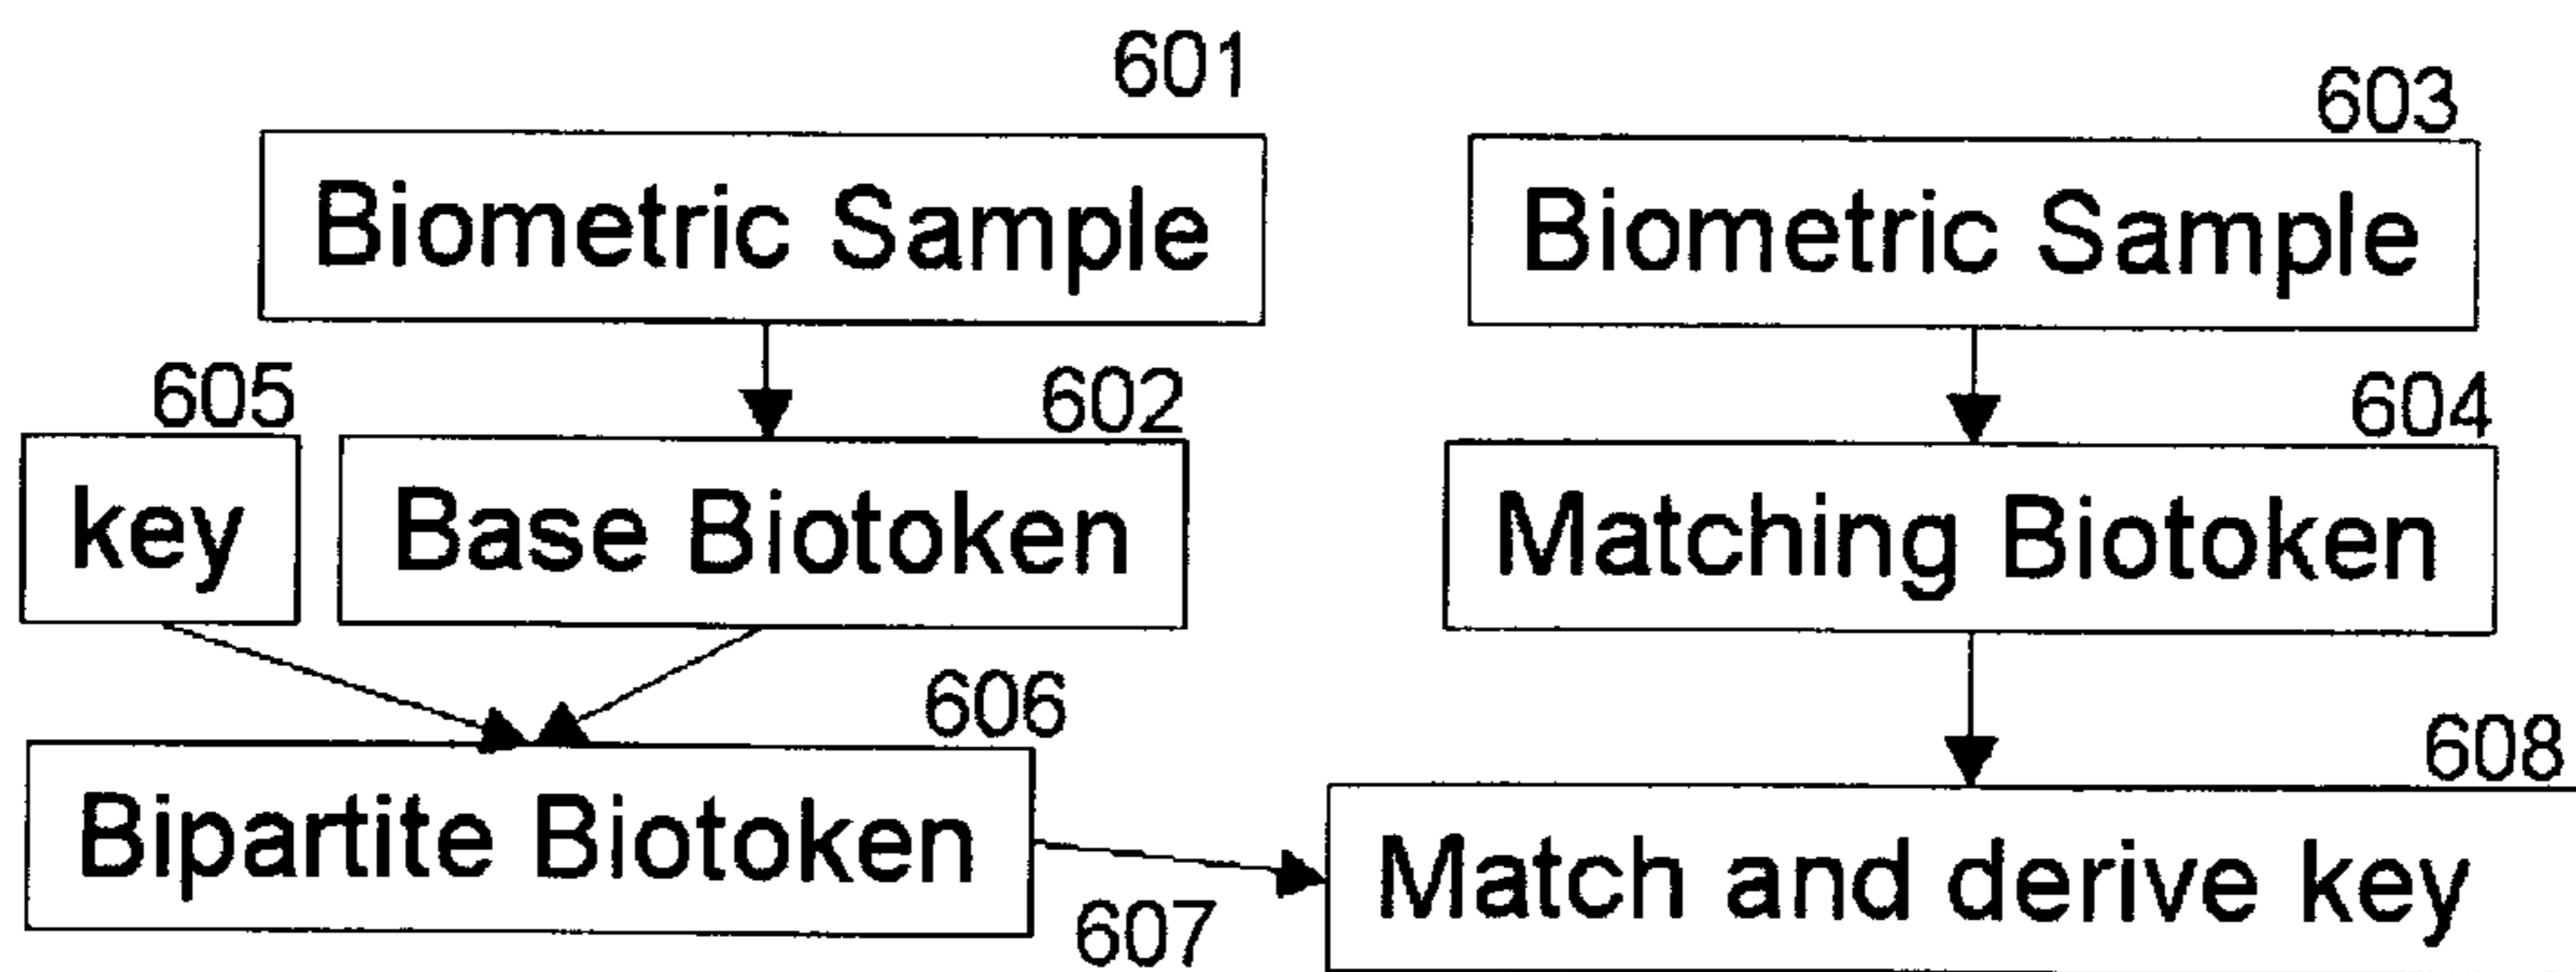 601
603
Biometric Sample
Biometric Sample
605
602
604
key
Base Biotoken
Matching Biotoken
606
608
Bipartite Biotoken
Match and derive key
607